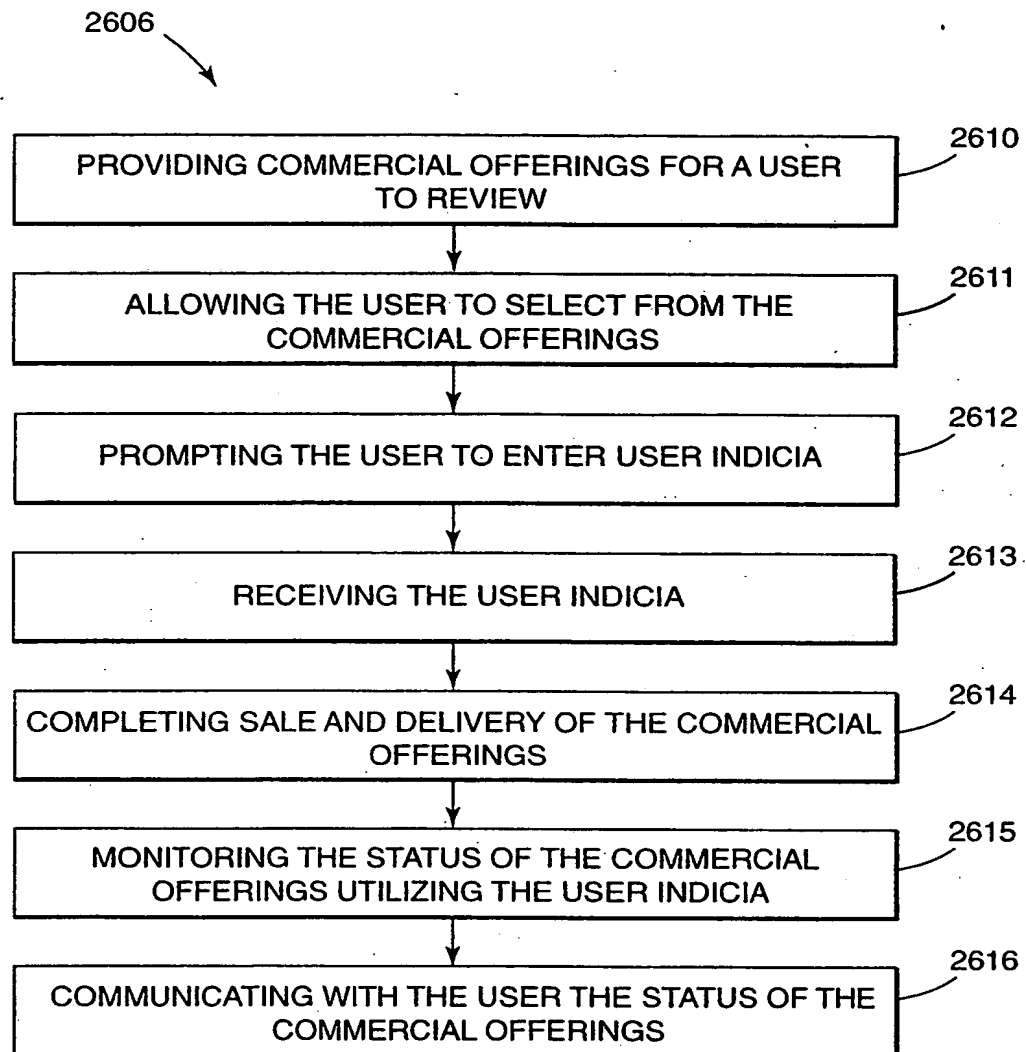 2606
2610
PROVIDING COMMERCIAL OFFERINGS FOR A USER
TO REVIEW
2611
ALLOWING THE USER TO SELECT FROM THE
COMMERCIAL OFFERINGS
2612
PROMPTING THE USER TO ENTER USER INDICIA
2613
RECEIVING THE USER INDICIA
2614
COMPLETING SALE AND DELIVERY OF THE COMMERCIAL
OFFERINGS
2615
MONITORING THE STATUS OF THE COMMERCIAL
OFFERINGS UTILIZING THE USER INDICIA
2616
COMMUNICATING WITH THE USER THE STATUS OF THE
COMMERCIAL OFFERINGS